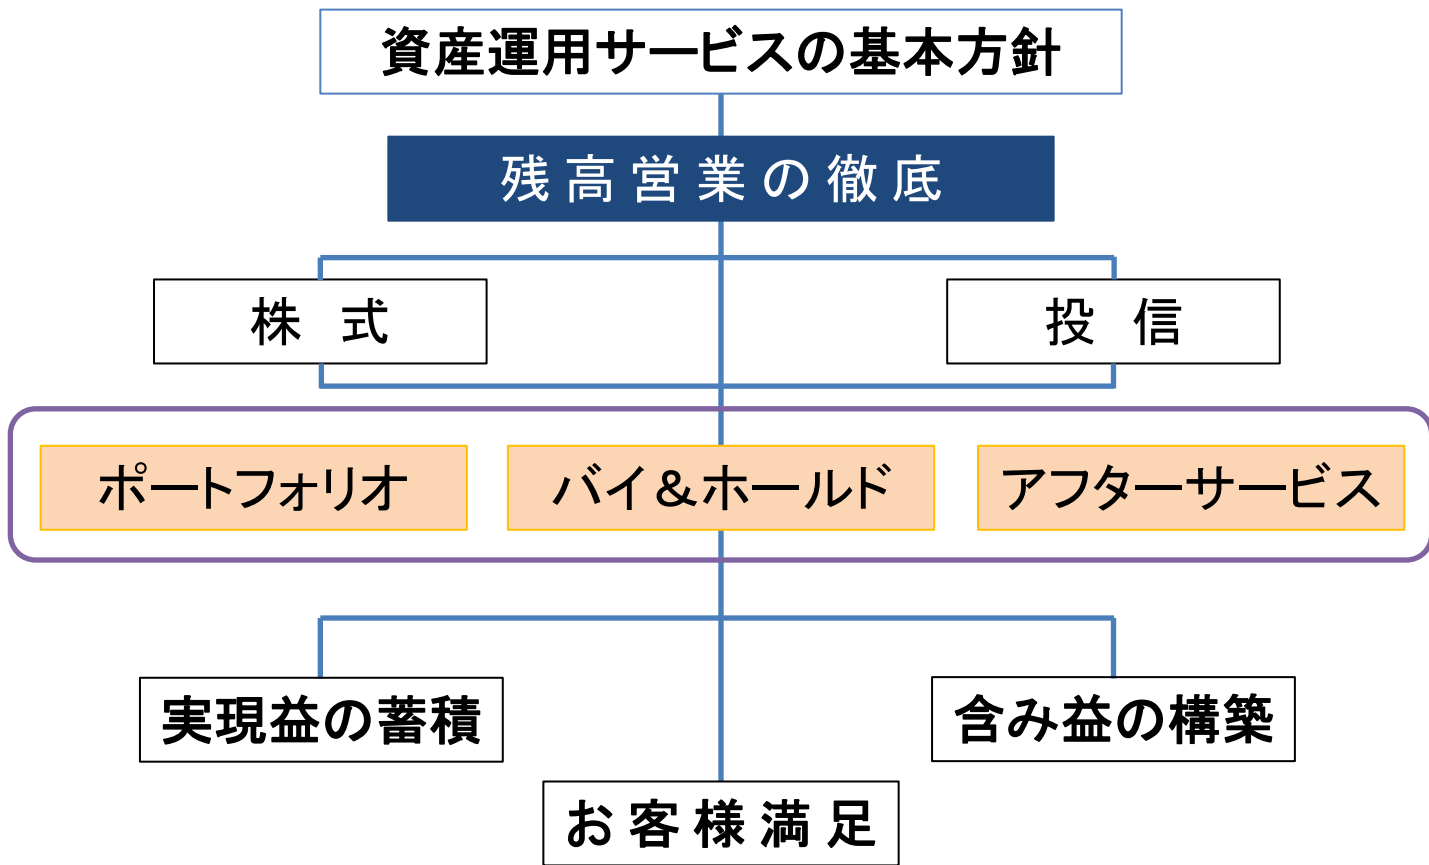 資産運用サービスの基本方針
残高営業の徹底
株 式
投 信
ポートフォリオ
バイ&ホールド
アフターサービス
実現益の蓄積
含み益の構築
お客様満足